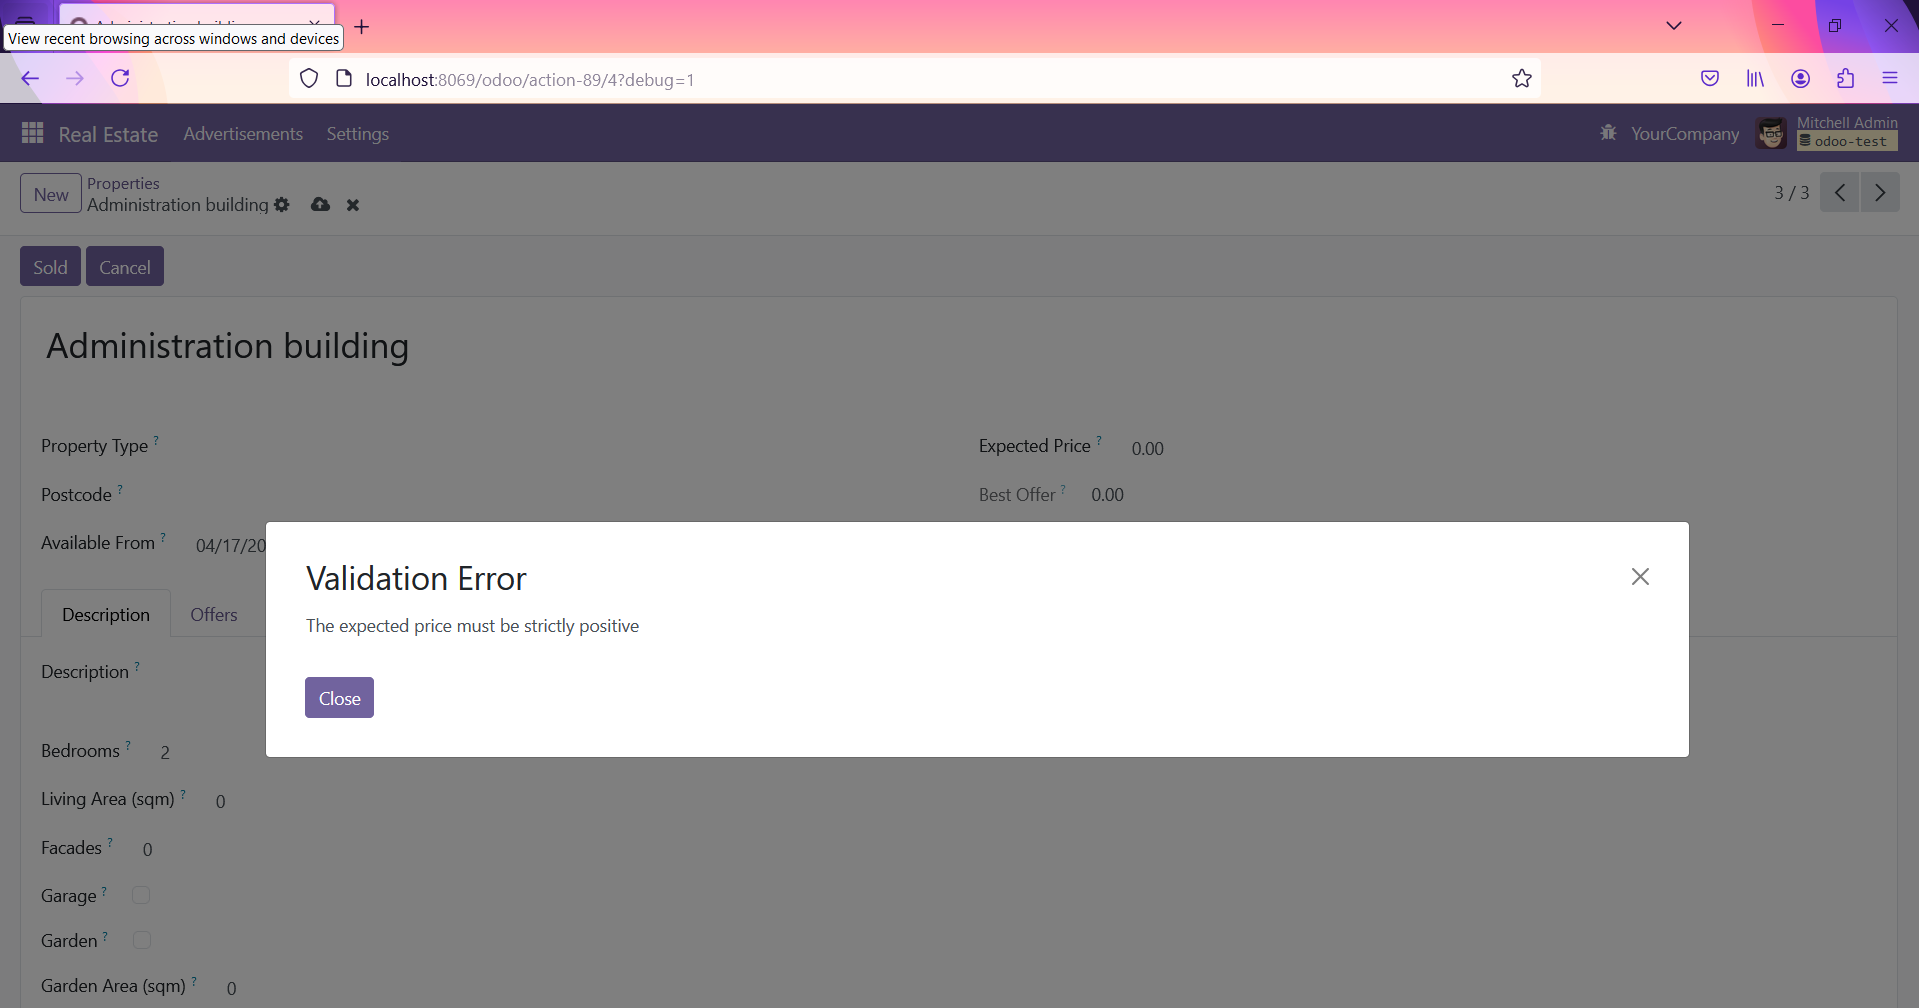 View recent browsing across windows and devices
localhost:8069/odoo/action-89/4?debug=1
Real Estate Advertisements Settings YourCompany Mitchell Admin
odoo-test
New Properties
Administration building 3 / 3
Sold Cancel
Administration building
Property Type ? Expected Price ? 0.00
Postcode ? Best Offer ? 0.00
Available From ? 04/17/20
Validation Error
The expected price must be strictly positive
Close
Description Offers
Description ?
Bedrooms ? 2
Living Area (sqm) ? 0
Facades ? 0
Garage ?
Garden ?
Garden Area (sqm) ? 0